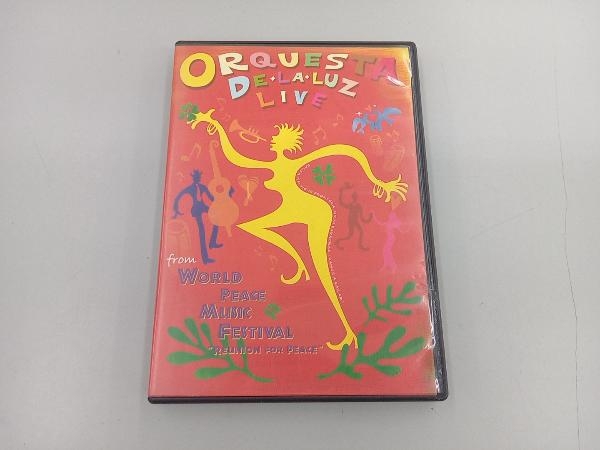 ORQUESTA
DE•LA•LUZ
LIVE
from
WORLD
PEACE
MUSIC
FESTIVAL
"REUNION FOR PEACE"